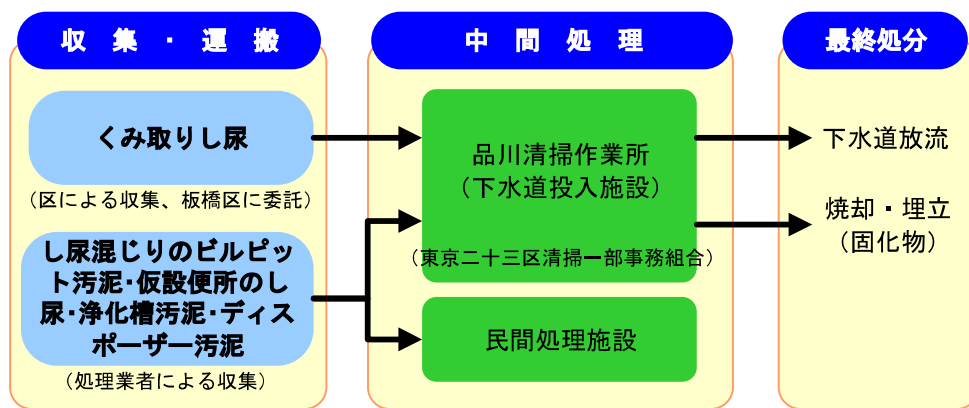 収集・運搬
くみ取りし尿
(区による収集、板橋区に委託)
し尿混じりのビルピッ
ト汚泥・仮設便所のし
尿・浄化槽汚泥・ディス
ポーザー汚泥
(処理業者による収集)
中間処理
品川清掃作業所
(下水道投入施設)
(東京二十三区清掃一部事務組合)
民間処理施設
最終処分
下水道放流
焼却・埋立
(固化物)